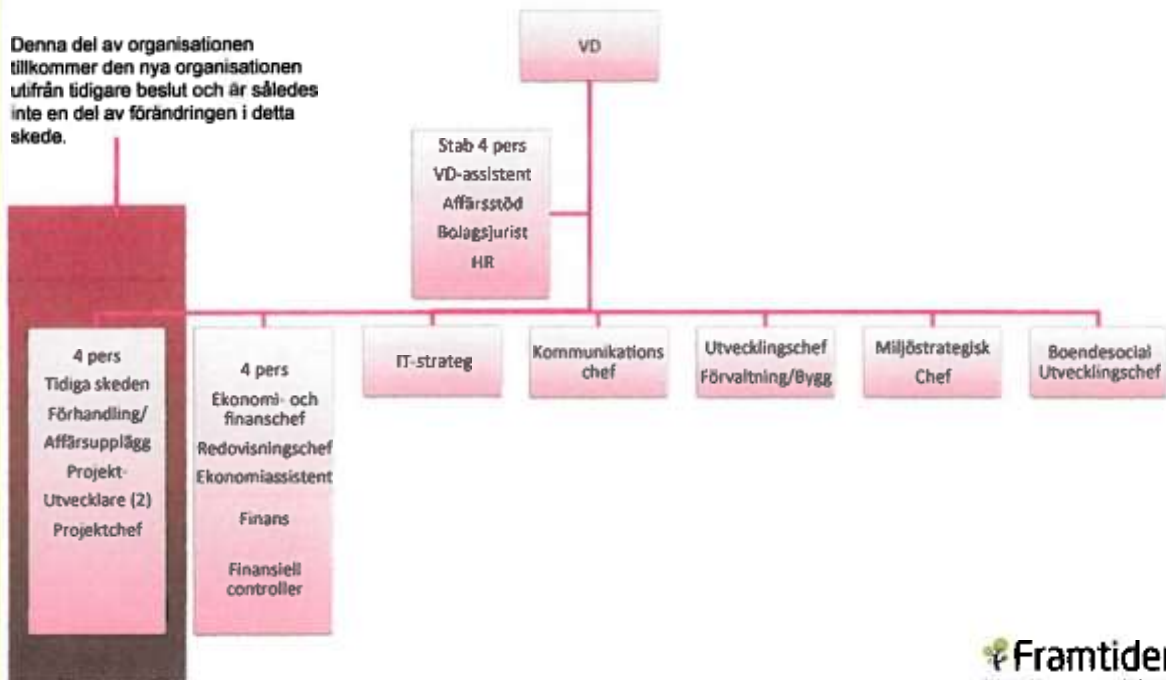 Denna del av organisationen
tillkommer den nya organisationen
utifrån tidigare beslut och är således
inte en del av förändringen i detta
skede.
VD
Stab 4 pers
VD-assistent
Affärsstöd
Bolagsjurist
HR
4 pers
Tidiga skeden
Förhandling/
Affärsupplägg
Projekt-
Utvecklare (2)
Projektchef
4 pers
Ekonomi- och
finanschef
Redovisningschef
Ekonomiassistent
Finans
Finansiell
controller
IT-strateg
Kommunikations
chef
Utvecklingschef
Förvaltning/Bygg
Miljöstrategisk
Chef
Boendesocial
Utvecklingschef
Framtiden